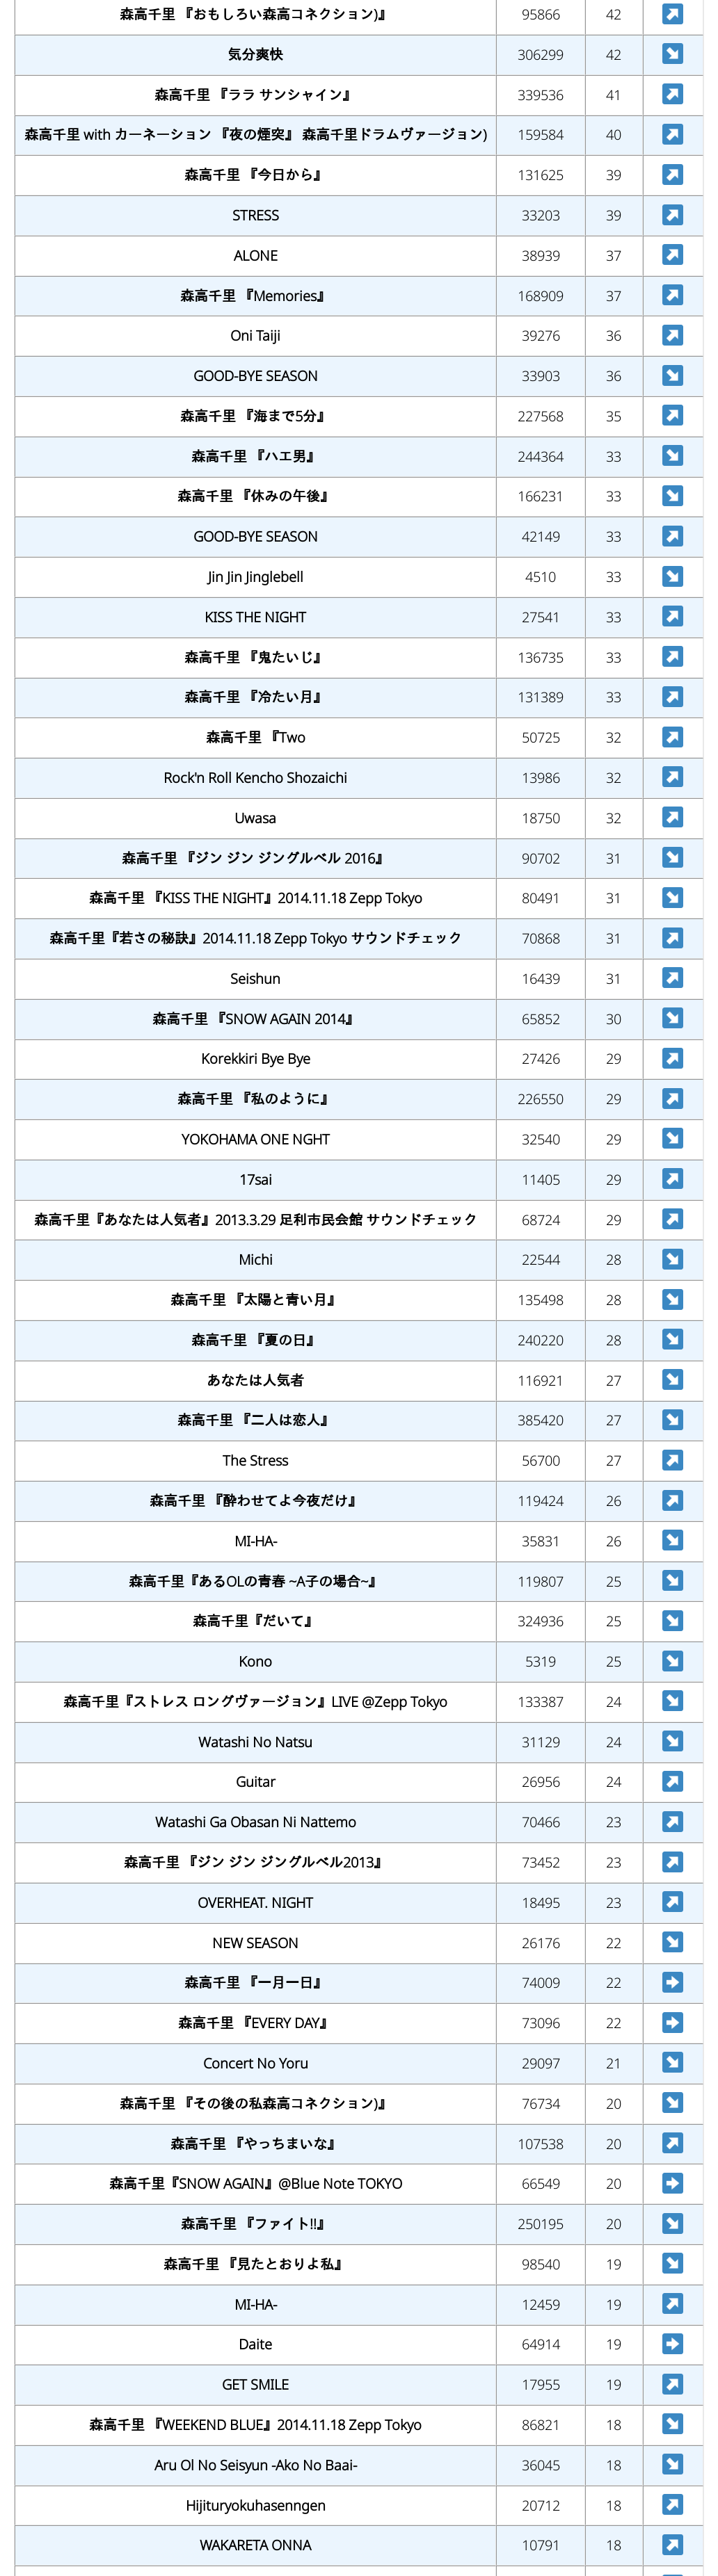 森高千里 『おもしろい森高コネクション)』 95866 42
気分爽快 306299 42
森高千里 『ララ サンシャイン』 339536 41
森高千里 with カーネーション 『夜の煙突』 森高千里ドラムヴァージョン) 159584 40
森高千里 『今日から』 131625 39
STRESS 33203 39
ALONE 38939 37
森高千里 『Memories』 168909 37
Oni Taiji 39276 36
GOOD-BYE SEASON 33903 36
森高千里 『海まで5分』 227568 35
森高千里 『ハエ男』 244364 33
森高千里 『休みの午後』 166231 33
GOOD-BYE SEASON 42149 33
Jin Jin Jinglebell 4510 33
KISS THE NIGHT 27541 33
森高千里 『鬼たいじ』 136735 33
森高千里 『冷たい月』 131389 33
森高千里 『Two 50725 32
Rock'n Roll Kencho Shozaichi 13986 32
Uwasa 18750 32
森高千里 『ジン ジン ジングルベル 2016』 90702 31
森高千里 『KISS THE NIGHT』2014.11.18 Zepp Tokyo 80491 31
森高千里『若さの秘訣』2014.11.18 Zepp Tokyo サウンドチェック 70868 31
Seishun 16439 31
森高千里 『SNOW AGAIN 2014』 65852 30
Korekkiri Bye Bye 27426 29
森高千里 『私のように』 226550 29
YOKOHAMA ONE NGHT 32540 29
17sai 11405 29
森高千里『あなたは人気者』2013.3.29 足利市民会館 サウンドチェック 68724 29
Michi 22544 28
森高千里 『太陽と青い月』 135498 28
森高千里 『夏の日』 240220 28
あなたは人気者 116921 27
森高千里 『二人は恋人』 385420 27
The Stress 56700 27
森高千里 『酔わせてよ今夜だけ』 119424 26
MI-HA- 35831 26
森高千里『あるOLの青春 ~A子の場合~』 119807 25
森高千里『だいて』 324936 25
Kono 5319 25
森高千里『ストレス ロングヴァージョン』LIVE @Zepp Tokyo 133387 24
Watashi No Natsu 31129 24
Guitar 26956 24
Watashi Ga Obasan Ni Nattemo 70466 23
森高千里 『ジン ジン ジングルベル2013』 73452 23
OVERHEAT. NIGHT 18495 23
NEW SEASON 26176 22
森高千里 『一月一日』 74009 22
森高千里 『EVERY DAY』 73096 22
Concert No Yoru 29097 21
森高千里 『その後の私森高コネクション)』 76734 20
森高千里 『やっちまいな』 107538 20
森高千里『SNOW AGAIN』@Blue Note TOKYO 66549 20
森高千里 『ファイト!!』 250195 20
森高千里 『見たとおりよ私』 98540 19
MI-HA- 12459 19
Daite 64914 19
GET SMILE 17955 19
森高千里 『WEEKEND BLUE』2014.11.18 Zepp Tokyo 86821 18
Aru Ol No Seisyun -Ako No Baai- 36045 18
Hijituryokuhasenngen 20712 18
WAKARETA ONNA 10791 18